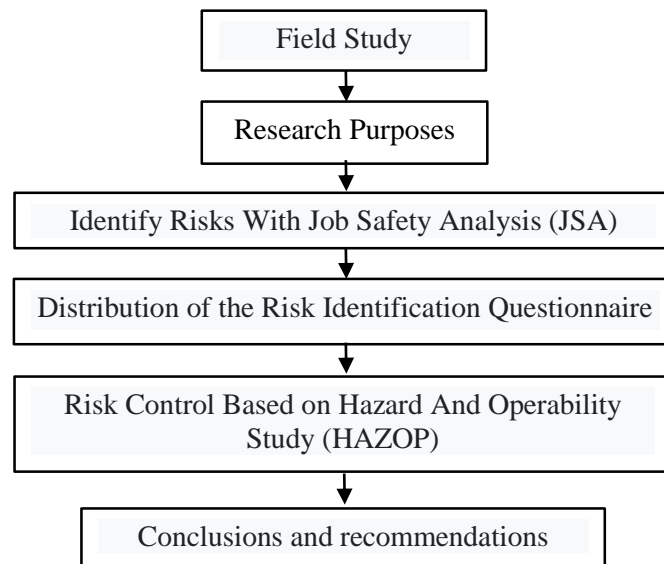 Field Study
Research Purposes
Identify Risks With Job Safety Analysis (JSA)
Distribution of the Risk Identification Questionnaire
Risk Control Based on Hazard And Operability
Study (HAZOP)
Conclusions and recommendations